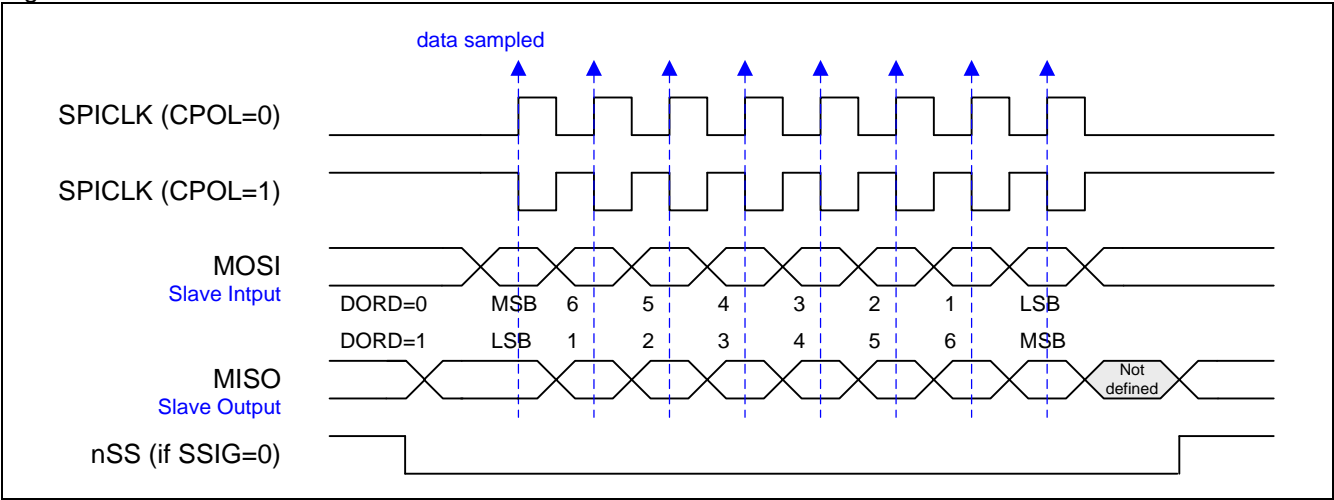 data sampled
SPICLK (CPOL=0)
SPICLK (CPOL=1)
MOSI
Slave Intput
DORD=0 MSB 6 5 4 3 2 1 LSB
DORD=1 LSB 1 2 3 4 5 6 MSB
MISO
Slave Output
Not
defined
nSS (if SSIG=0)